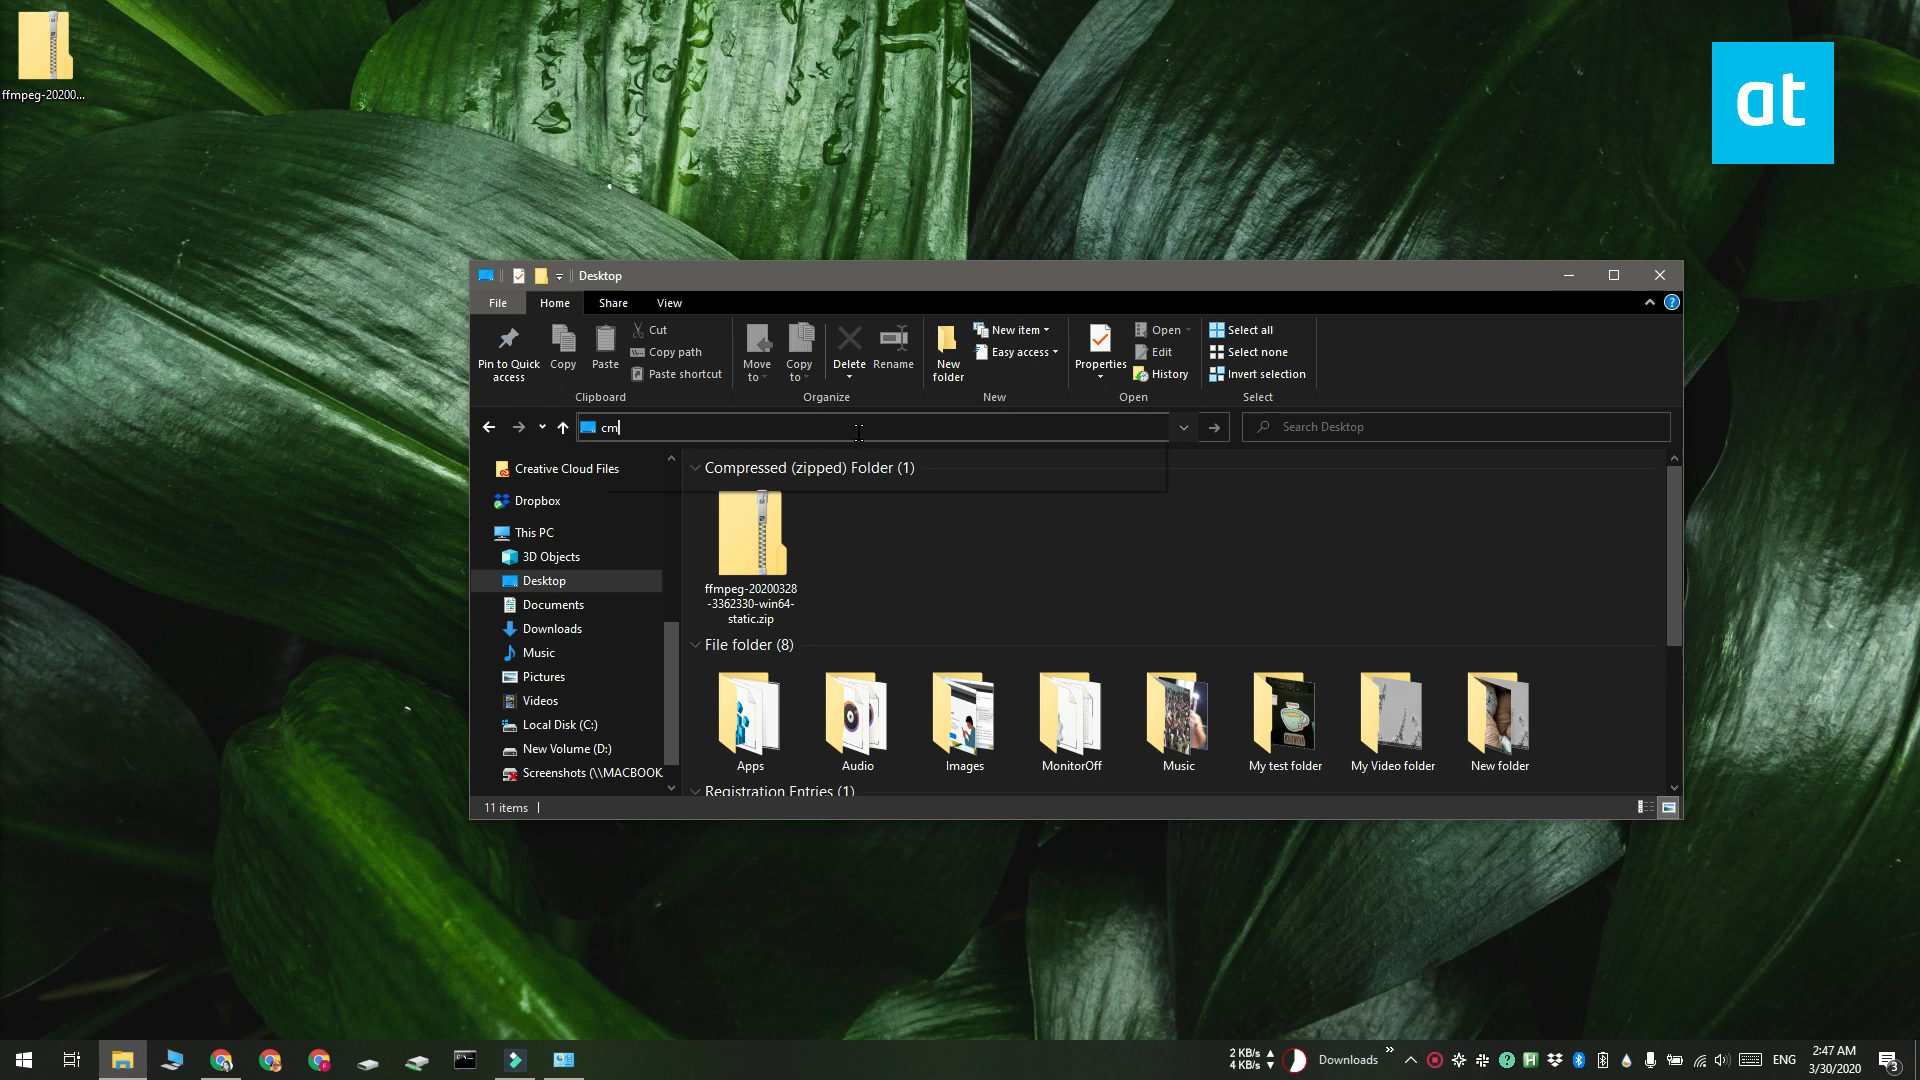 ffmpeg-20200...
at
Desktop
File
Home
Share
View
Pin to Quick
access
Copy
Paste
Cut
Copy path
Paste shortcut
Clipboard
Move
to
Copy
to
Delete
Rename
Organize
New
folder
New item
Easy access
New
Properties
Open
Edit
History
Open
Select all
Select none
Invert selection
Select
cm
Search Desktop
Creative Cloud Files
Dropbox
This PC
3D Objects
Desktop
Documents
Downloads
Music
Pictures
Videos
Local Disk (C:)
New Volume (D:)
Screenshots (\\MACBOOK
Compressed (zipped) Folder (1)
ffmpeg-20200328
-3362330-win64-
static.zip
File folder (8)
Apps
Audio
Images
MonitorOff
Music
My test folder
My Video folder
New folder
Registration Entries (1)
11 items
2 KB/s
4 KB/s
Downloads
ENG
2:47 AM
3/30/2020
3